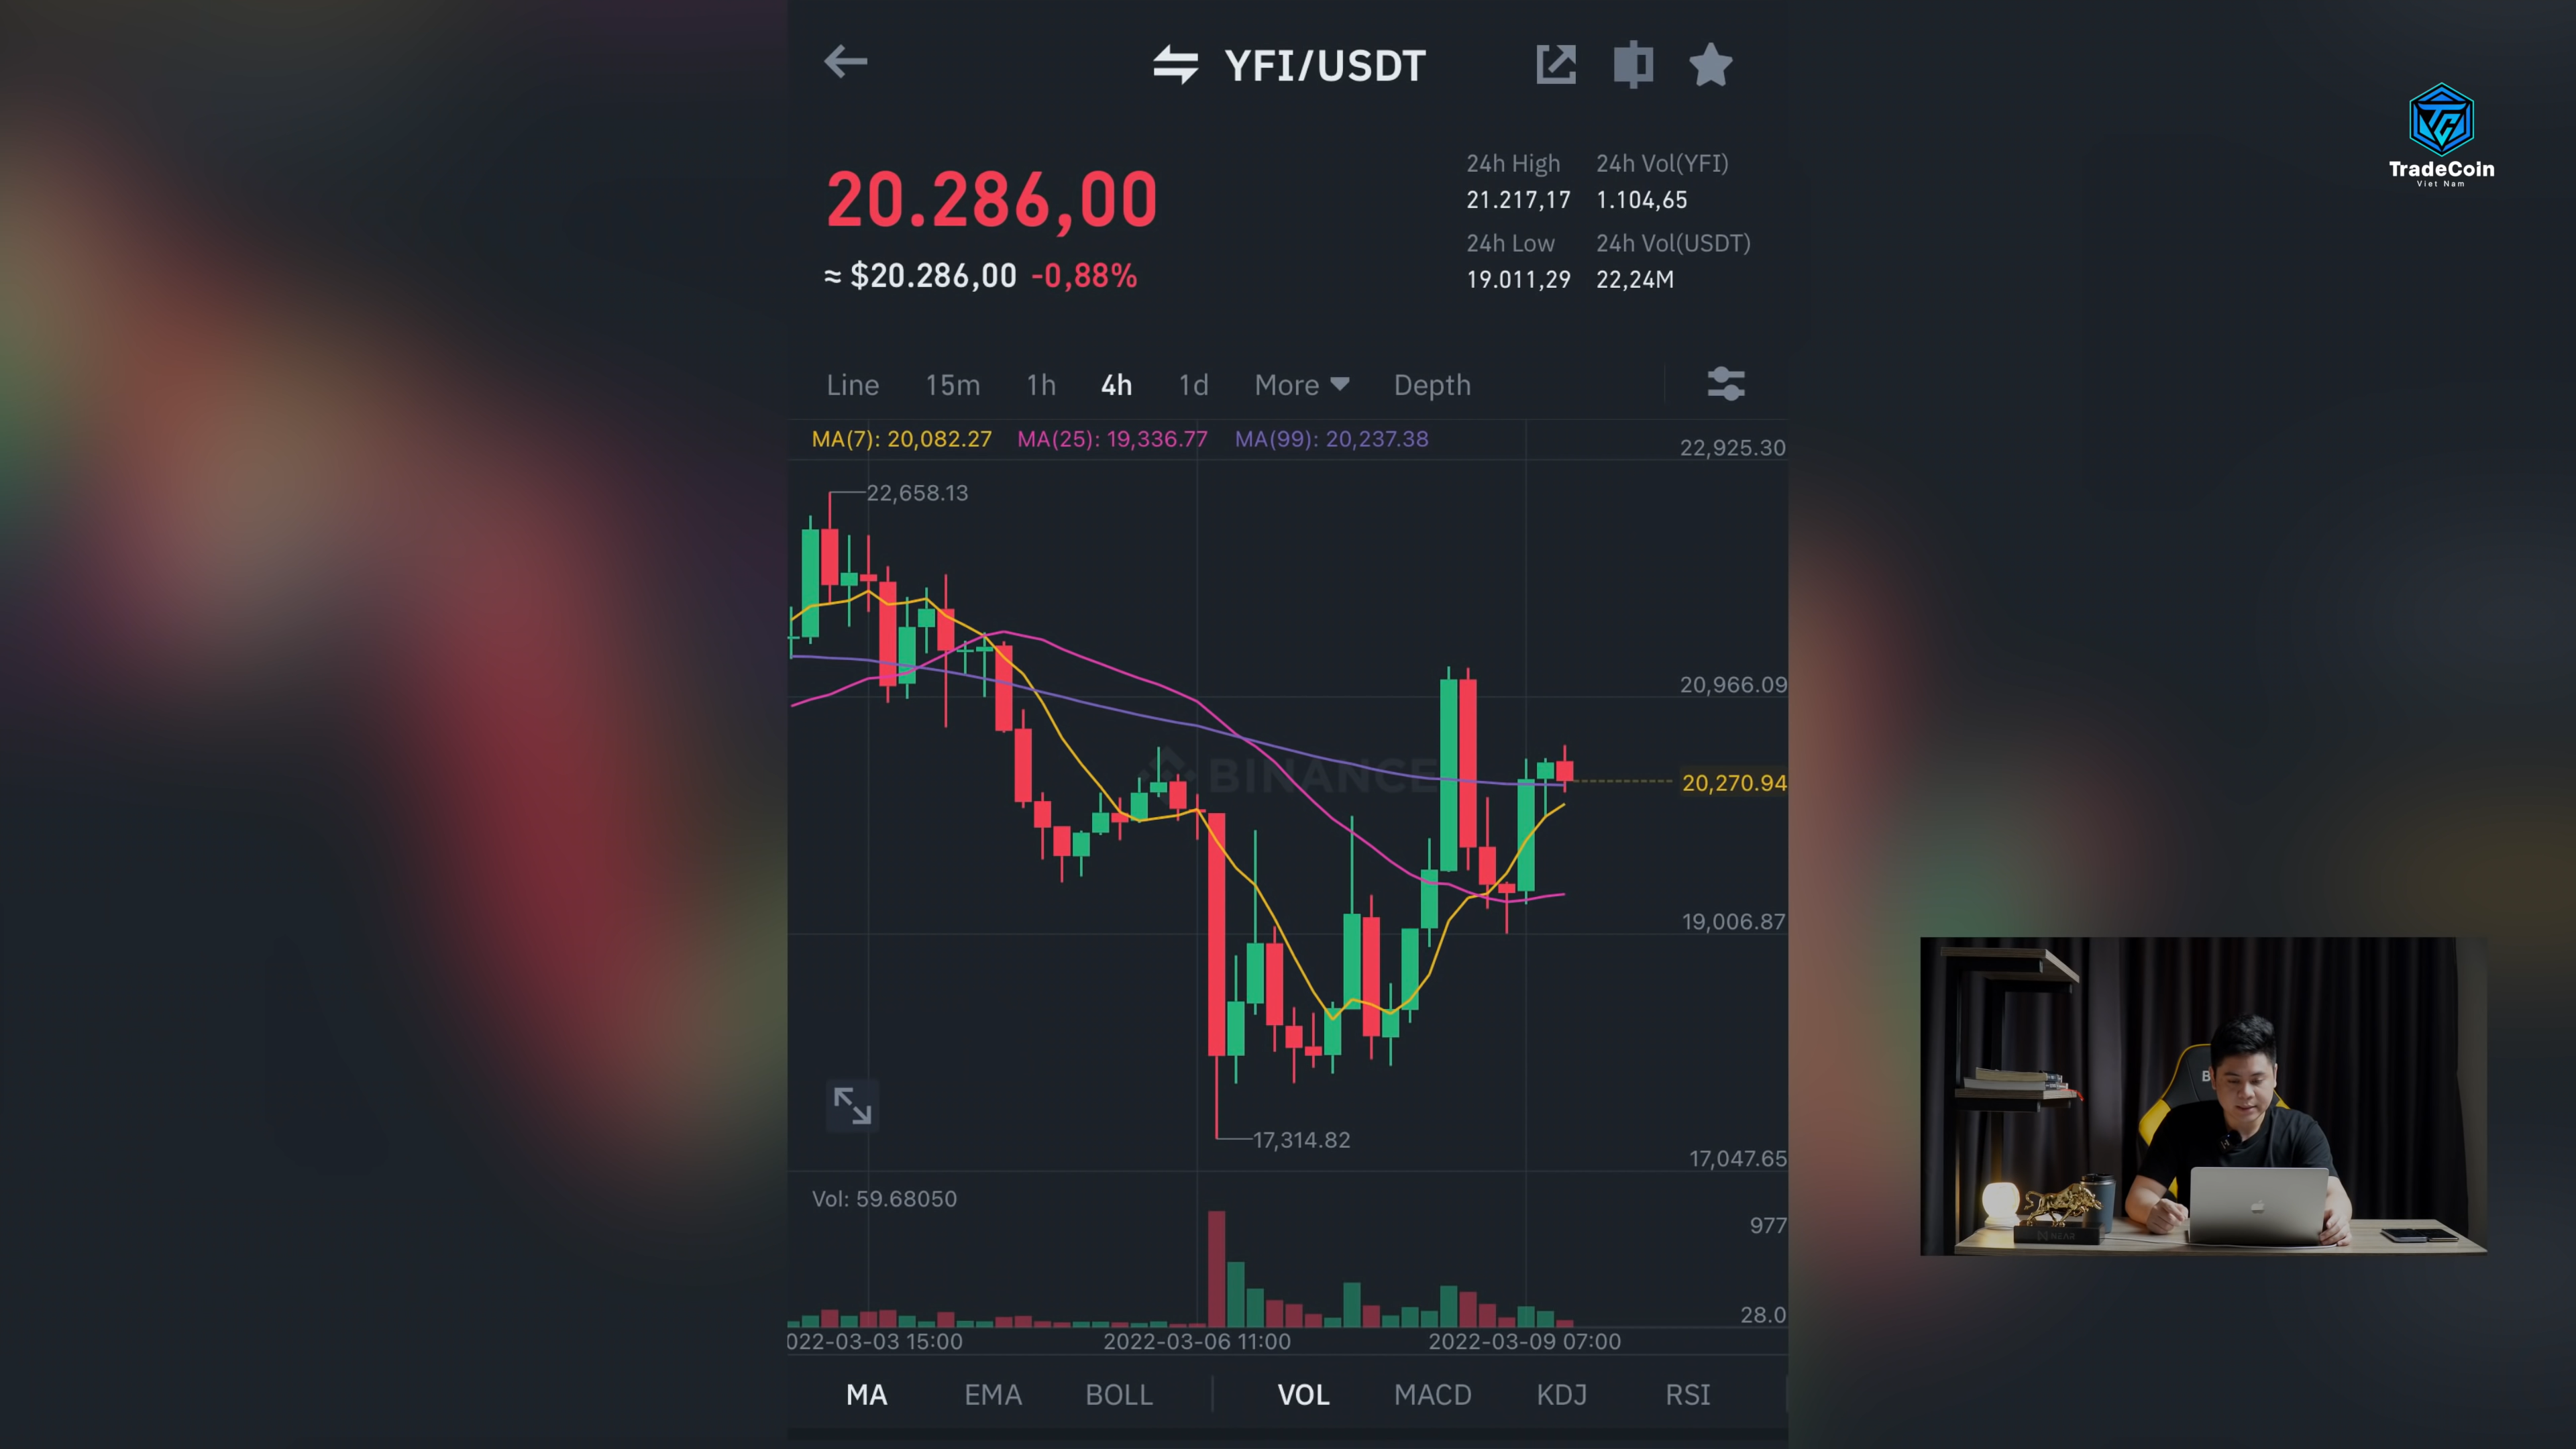 YFI/USDT
TradeCoin
Viet Nam
20.286,00
≈ $20.286,00 -0,88%
24h High 24h Vol(YFI)
21.217,17 1.104,65
24h Low 24h Vol(USDT)
19.011,29 22,24M
Line 15m 1h 4h 1d More Depth
MA(7): 20,082.27 MA(25): 19,336.77 MA(99): 20,237.38
22,925.30
22,658.13
20,966.09
BINANCE
20,270.94
19,006.87
17,314.82
17,047.65
Vol: 59.68050
977
28.0
022-03-03 15:00 2022-03-06 11:00 2022-03-09 07:00
MA EMA BOLL VOL MACD KDJ RSI
B
NEAR